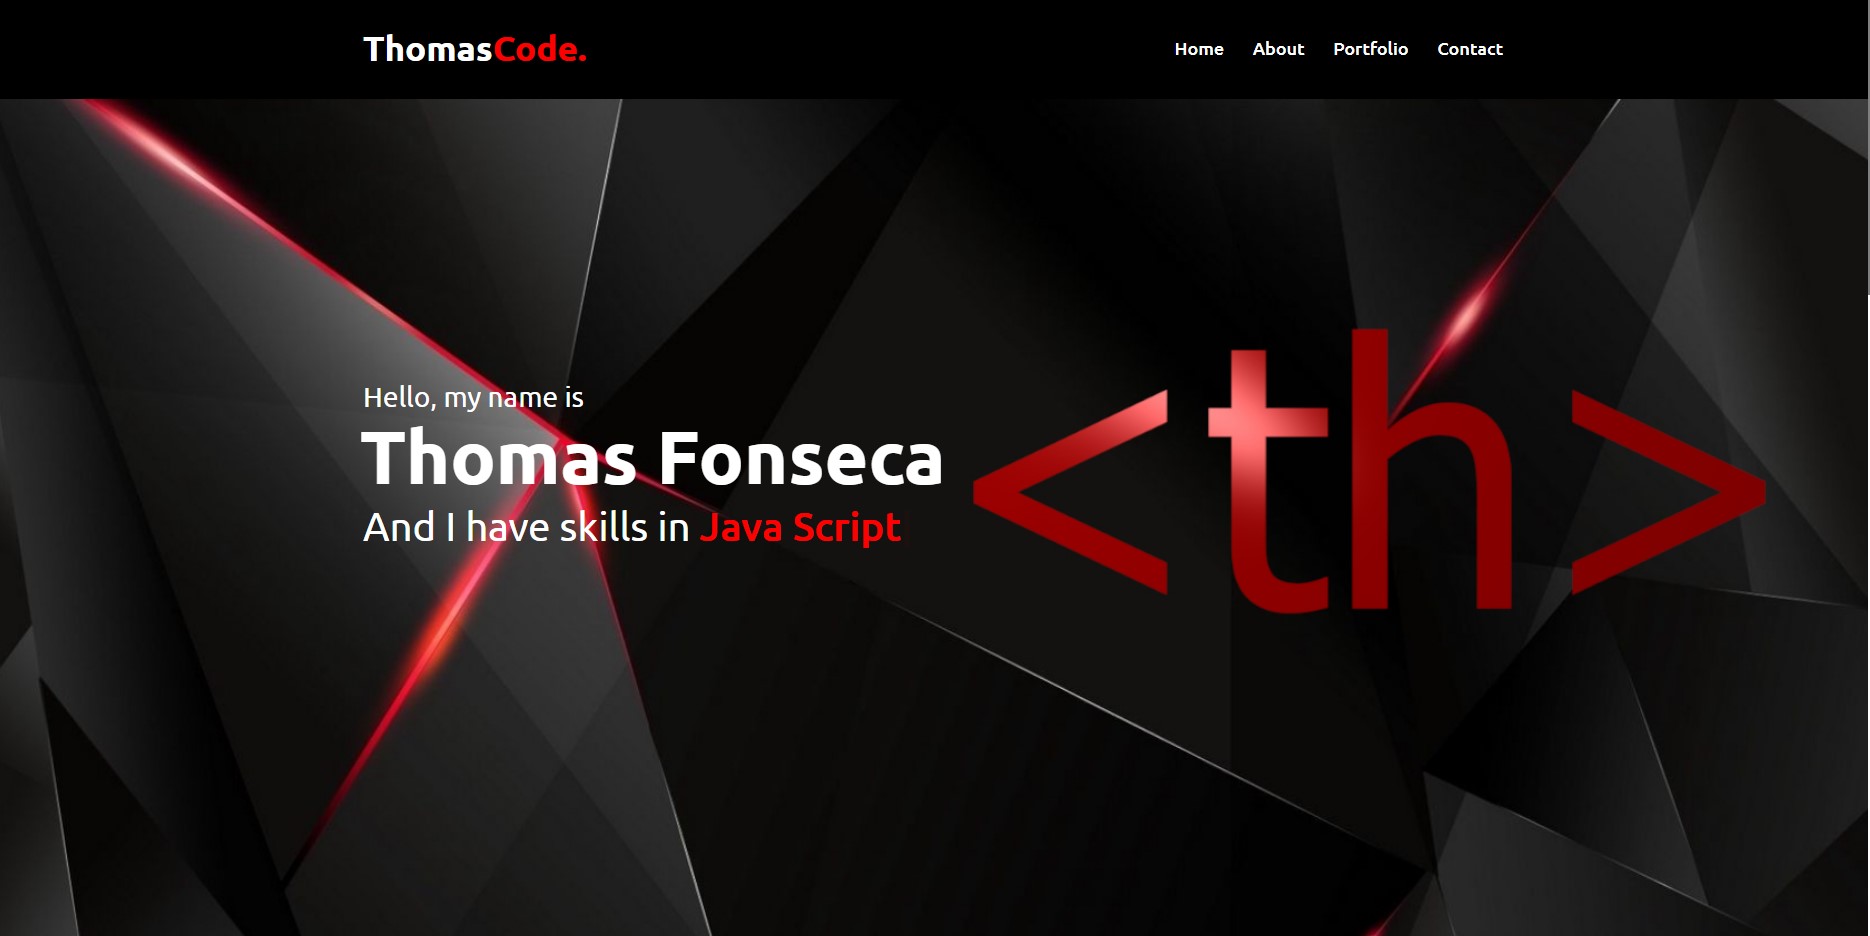 ThomasCode.
Home About Portfolio Contact
Hello, my name is
Thomas Fonseca
And I have skills in Java Script
<th>